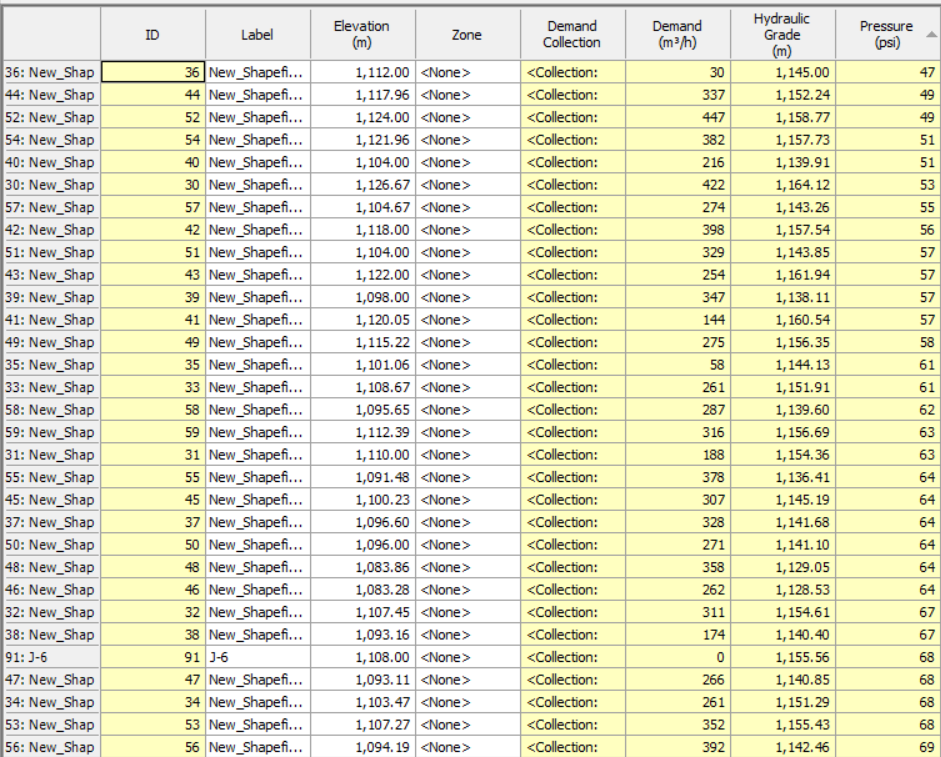 ID Label Elevation (m) Zone Demand Collection Demand (m³/h) Hydraulic Grade (m) Pressure (psi)
36: New_Shap 36 New_Shapefi... 1,112.00 <None> <Collection: 30 1,145.00 47
44: New_Shap 44 New_Shapefi... 1,117.96 <None> <Collection: 337 1,152.24 49
52: New_Shap 52 New_Shapefi... 1,124.00 <None> <Collection: 447 1,158.77 49
54: New_Shap 54 New_Shapefi... 1,121.96 <None> <Collection: 382 1,157.73 51
40: New_Shap 40 New_Shapefi... 1,104.00 <None> <Collection: 216 1,139.91 51
30: New_Shap 30 New_Shapefi... 1,126.67 <None> <Collection: 422 1,164.12 53
57: New_Shap 57 New_Shapefi... 1,104.67 <None> <Collection: 274 1,143.26 55
42: New_Shap 42 New_Shapefi... 1,118.00 <None> <Collection: 398 1,157.54 56
51: New_Shap 51 New_Shapefi... 1,104.00 <None> <Collection: 329 1,143.85 57
43: New_Shap 43 New_Shapefi... 1,122.00 <None> <Collection: 254 1,161.94 57
39: New_Shap 39 New_Shapefi... 1,098.00 <None> <Collection: 347 1,138.11 57
41: New_Shap 41 New_Shapefi... 1,120.05 <None> <Collection: 144 1,160.54 57
49: New_Shap 49 New_Shapefi... 1,115.22 <None> <Collection: 275 1,156.35 58
35: New_Shap 35 New_Shapefi... 1,101.06 <None> <Collection: 58 1,144.13 61
33: New_Shap 33 New_Shapefi... 1,108.67 <None> <Collection: 261 1,151.91 61
58: New_Shap 58 New_Shapefi... 1,095.65 <None> <Collection: 287 1,139.60 62
59: New_Shap 59 New_Shapefi... 1,112.39 <None> <Collection: 316 1,156.69 63
31: New_Shap 31 New_Shapefi... 1,110.00 <None> <Collection: 188 1,154.36 63
55: New_Shap 55 New_Shapefi... 1,091.48 <None> <Collection: 378 1,136.41 64
45: New_Shap 45 New_Shapefi... 1,100.23 <None> <Collection: 307 1,145.19 64
37: New_Shap 37 New_Shapefi... 1,096.60 <None> <Collection: 328 1,141.68 64
50: New_Shap 50 New_Shapefi... 1,096.00 <None> <Collection: 271 1,141.10 64
48: New_Shap 48 New_Shapefi... 1,083.86 <None> <Collection: 358 1,129.05 64
46: New_Shap 46 New_Shapefi... 1,083.28 <None> <Collection: 262 1,128.53 64
32: New_Shap 32 New_Shapefi... 1,107.45 <None> <Collection: 311 1,154.61 67
38: New_Shap 38 New_Shapefi... 1,093.16 <None> <Collection: 174 1,140.40 67
91: J-6 91 J-6 1,108.00 <None> <Collection: 0 1,155.56 68
47: New_Shap 47 New_Shapefi... 1,093.11 <None> <Collection: 266 1,140.85 68
34: New_Shap 34 New_Shapefi... 1,103.47 <None> <Collection: 261 1,151.29 68
53: New_Shap 53 New_Shapefi... 1,107.27 <None> <Collection: 352 1,155.43 68
56: New_Shap 56 New_Shapefi... 1,094.19 <None> <Collection: 392 1,142.46 69